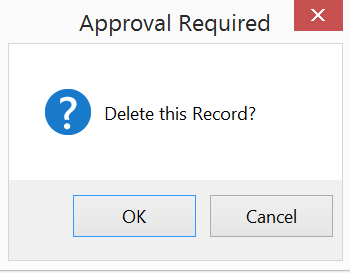 Approval Required
Delete this Record?
OK
Cancel